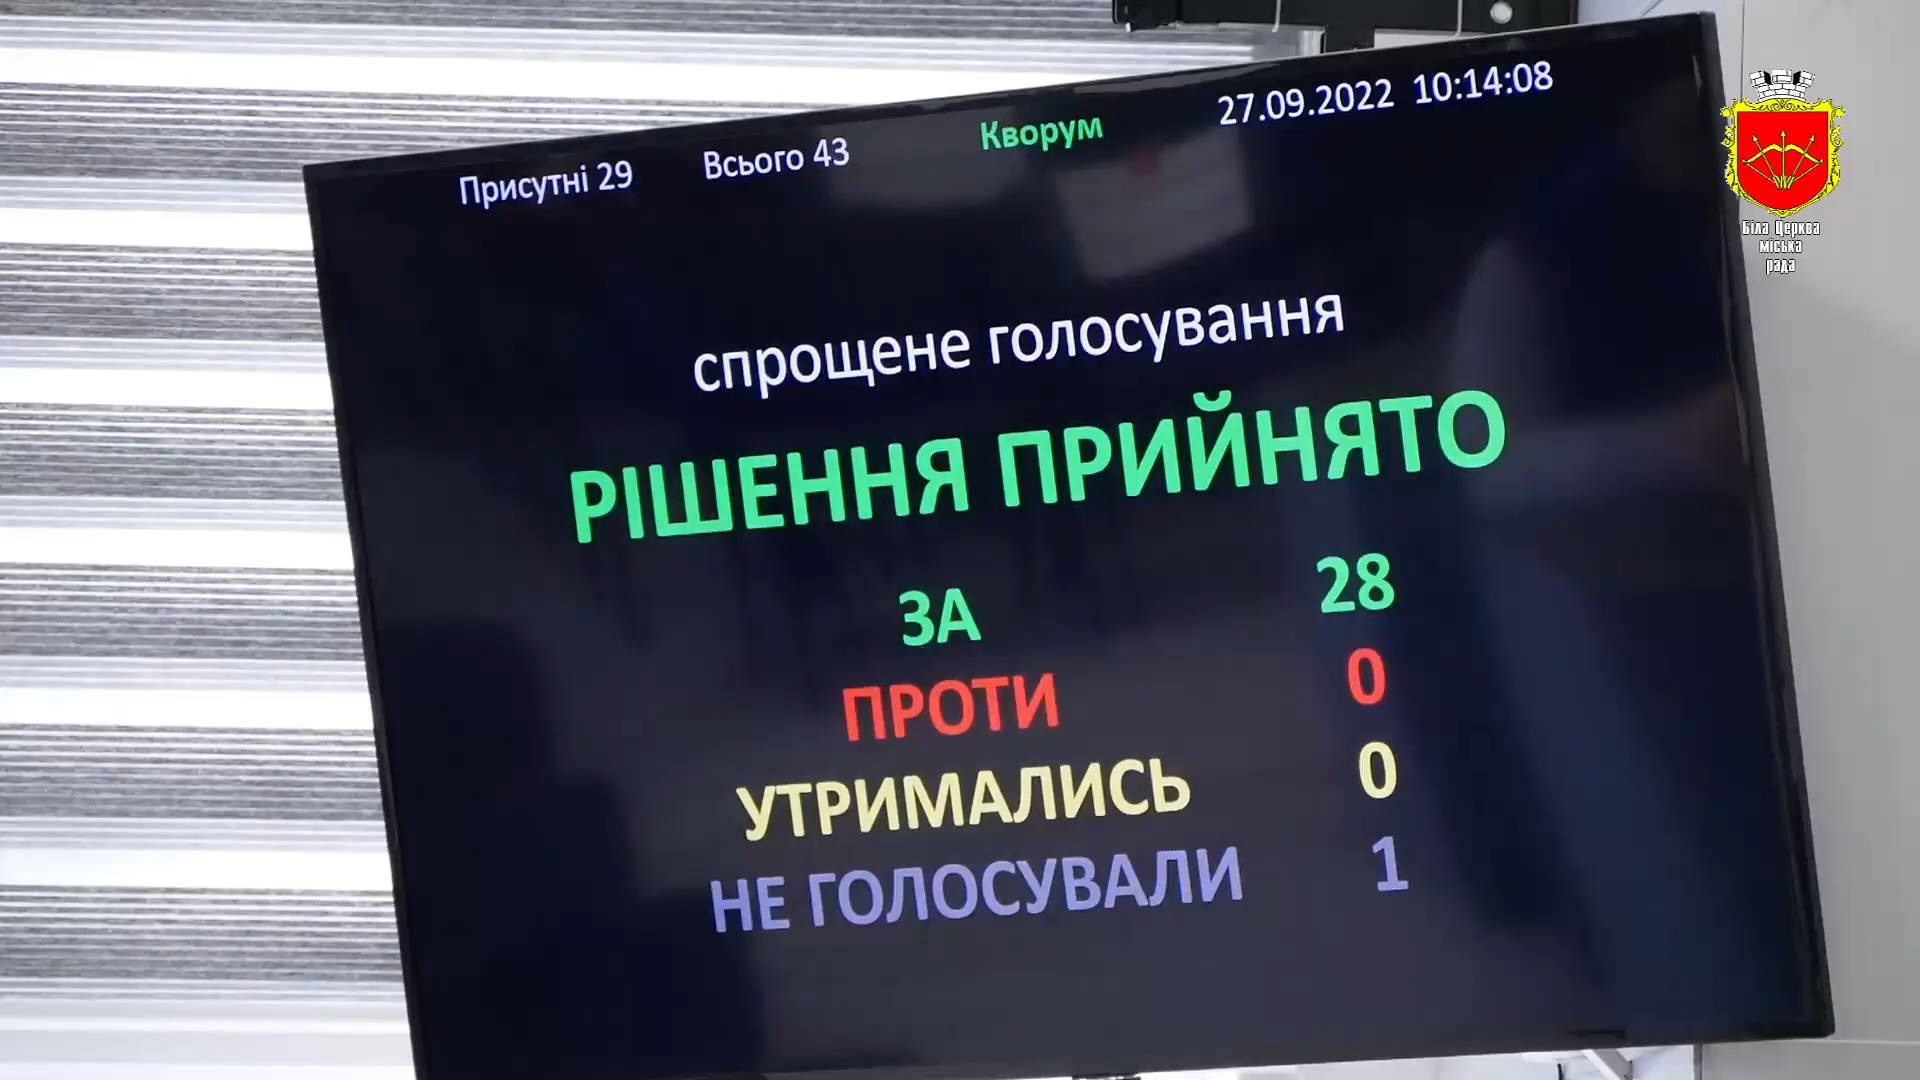 Присутні 29 Всього 43 Кворум 27.09.2022 10:14:08
спрощене голосування
РІШЕННЯ ПРИЙНЯТО
ЗА 28
ПРОТИ 0
УТРИМАЛИСЬ 0
НЕ ГОЛОСУВАЛИ 1
Біла Церква
міська
рада